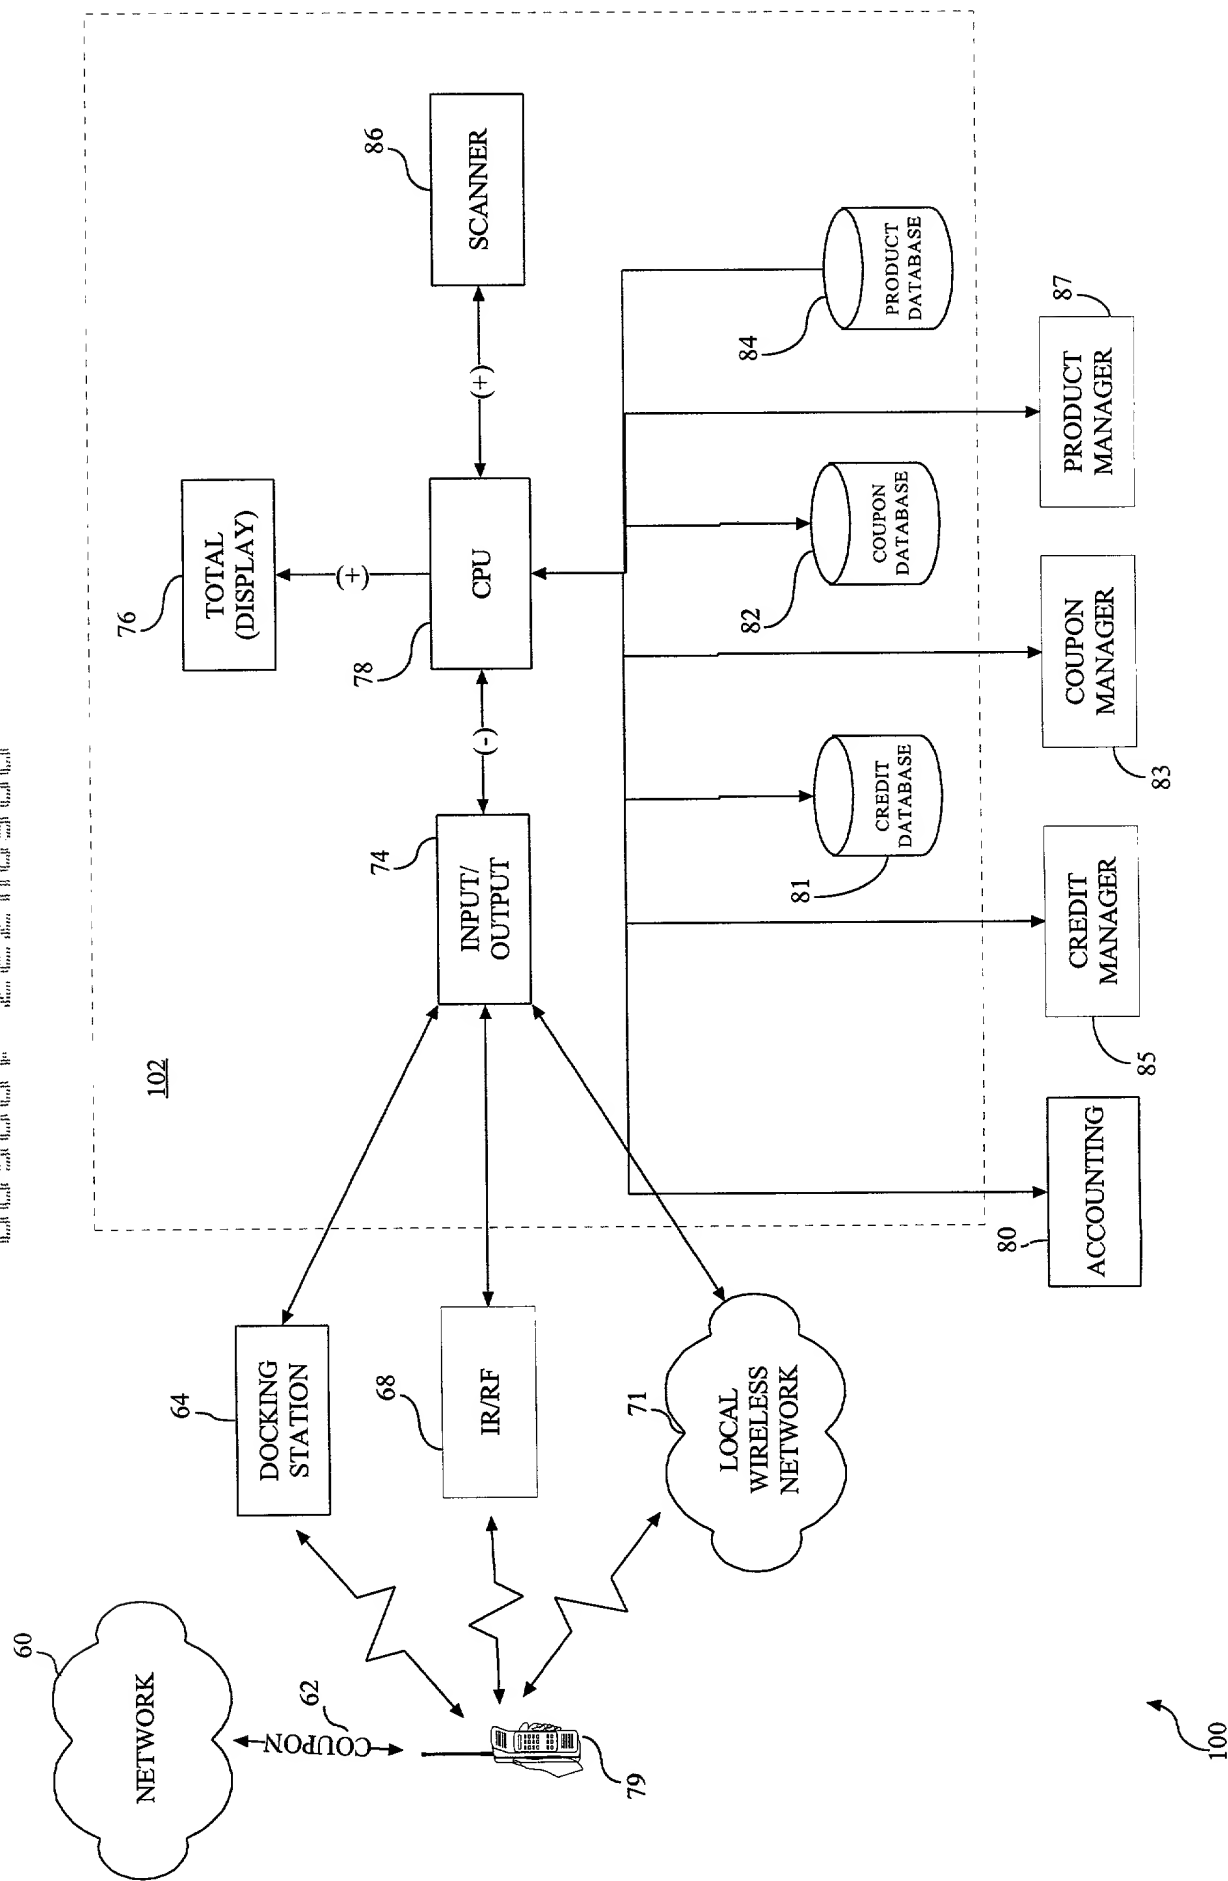 NETWORK
60
COUPON
62
79
DOCKING
STATION
64
IR/RF
68
LOCAL
WIRELESS
NETWORK
71
102
INPUT/
OUTPUT
74
(-)
CPU
78
(+)
TOTAL
(DISPLAY)
76
(+)
SCANNER
86
CREDIT
DATABASE
81
COUPON
DATABASE
82
PRODUCT
DATABASE
84
ACCOUNTING
80
CREDIT
MANAGER
85
COUPON
MANAGER
83
PRODUCT
MANAGER
87
100